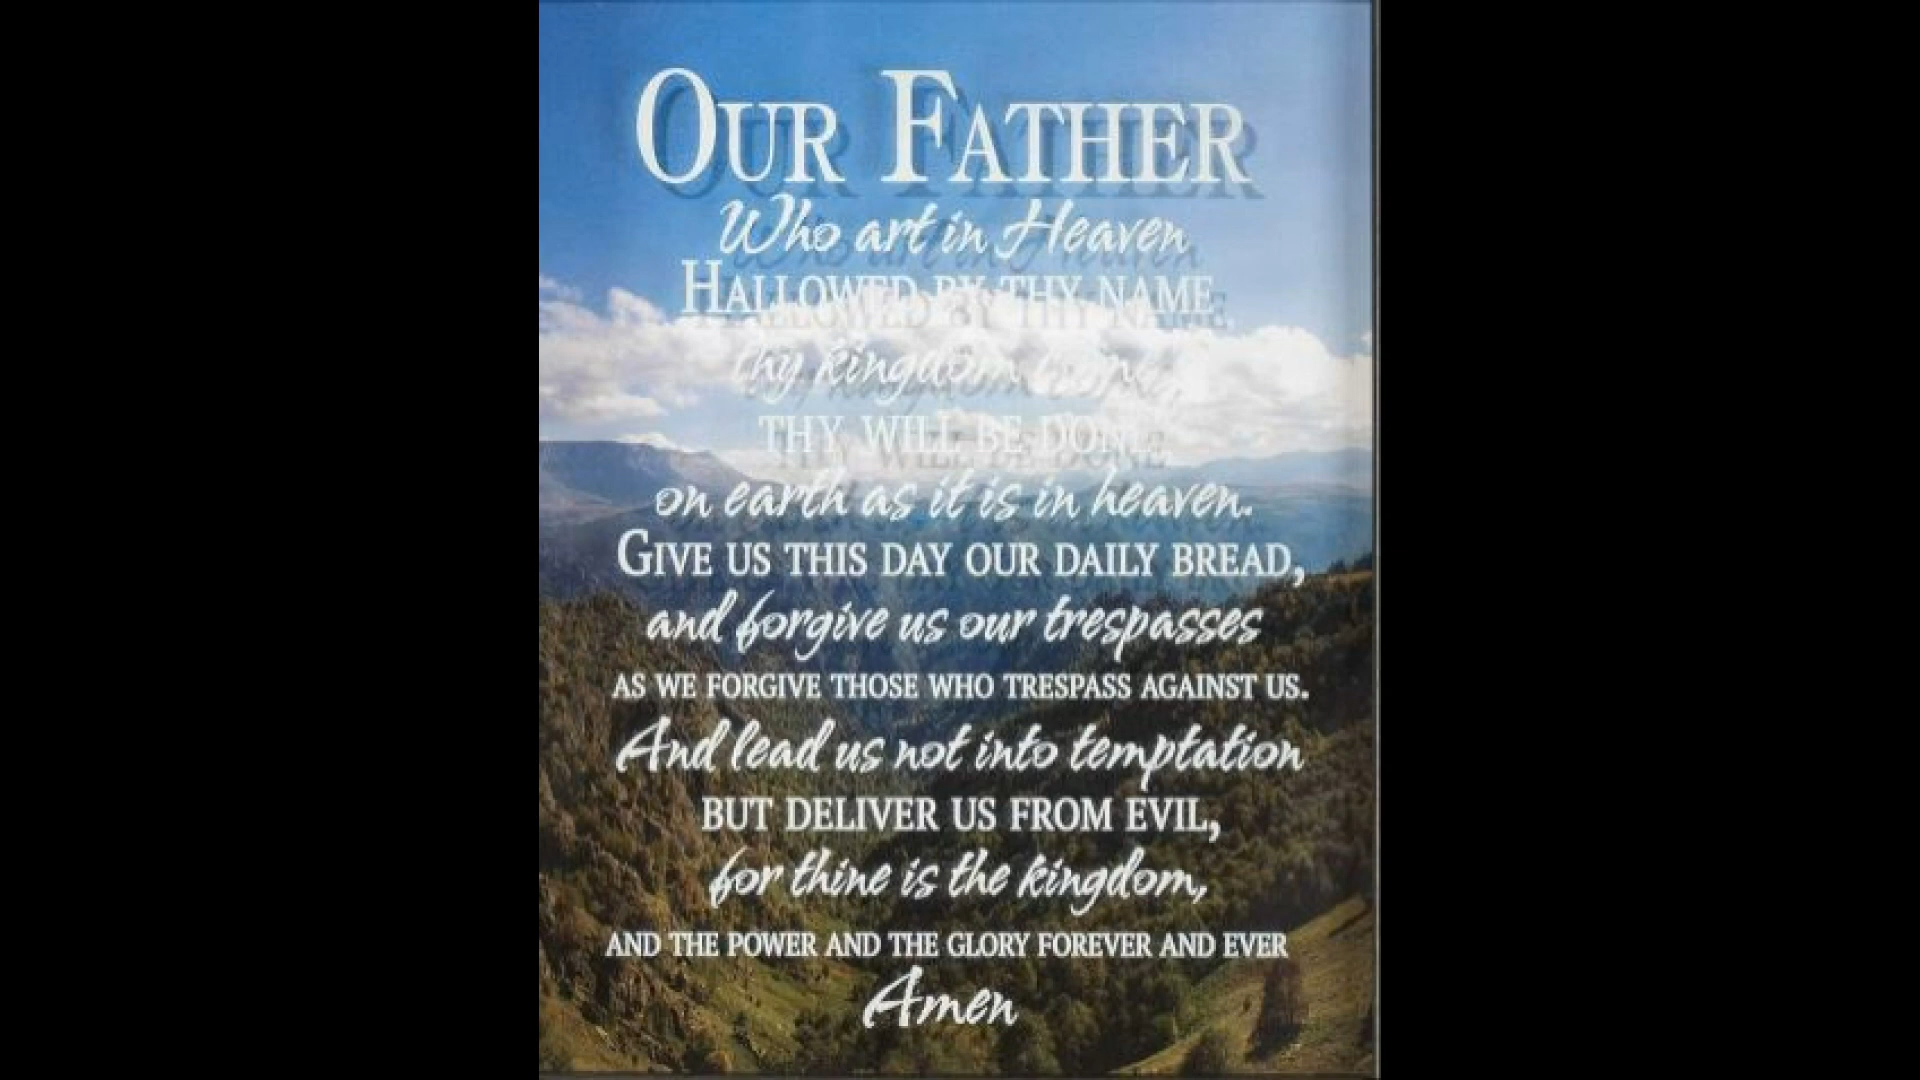 OUR FATHER
Who art in Heaven
HALLOWED BY THY NAME
thy kingdom come,
THY WILL BE DONE
on earth as it is in heaven.
GIVE US THIS DAY OUR DAILY BREAD,
and forgive us our trespasses
AS WE FORGIVE THOSE WHO TRESPASS AGAINST US.
And lead us not into temptation
BUT DELIVER US FROM EVIL,
for thine is the kingdom,
AND THE POWER AND THE GLORY FOREVER AND EVER
Amen